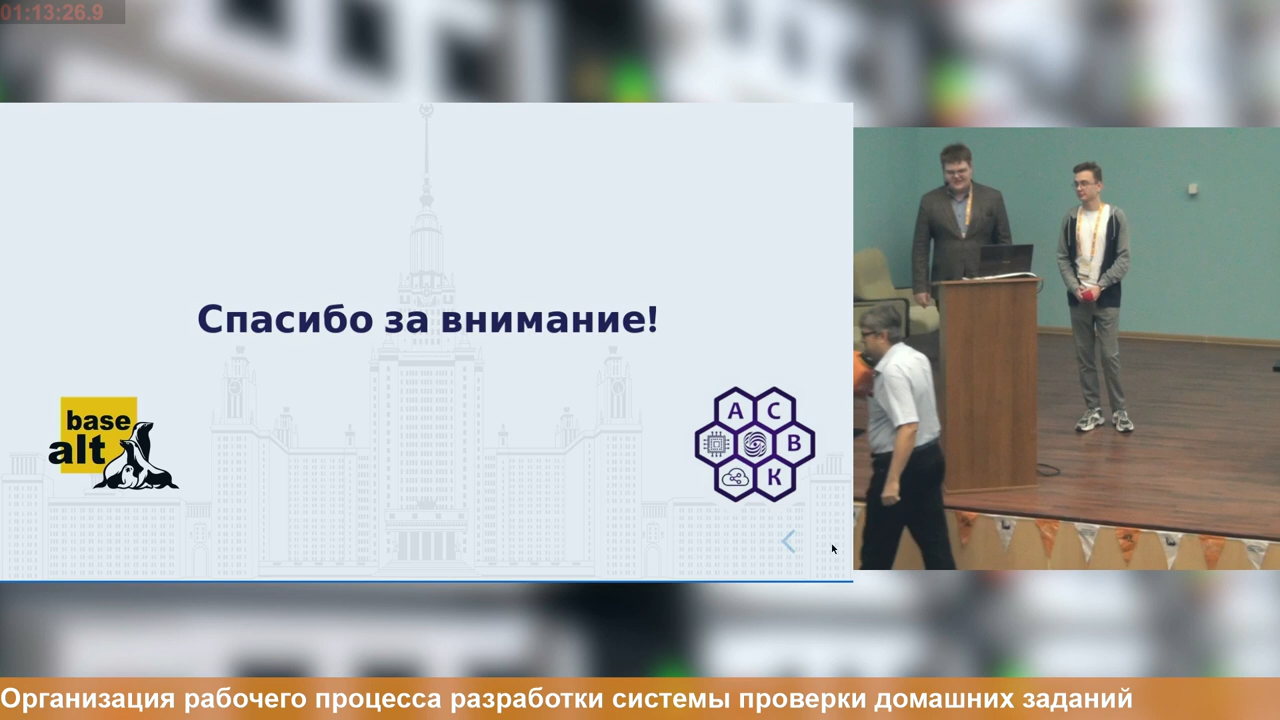 01:13:26.9
Спасибо за внимание!
base
alt
А С
В
К
Организация рабочего процесса разработки системы проверки домашних заданий